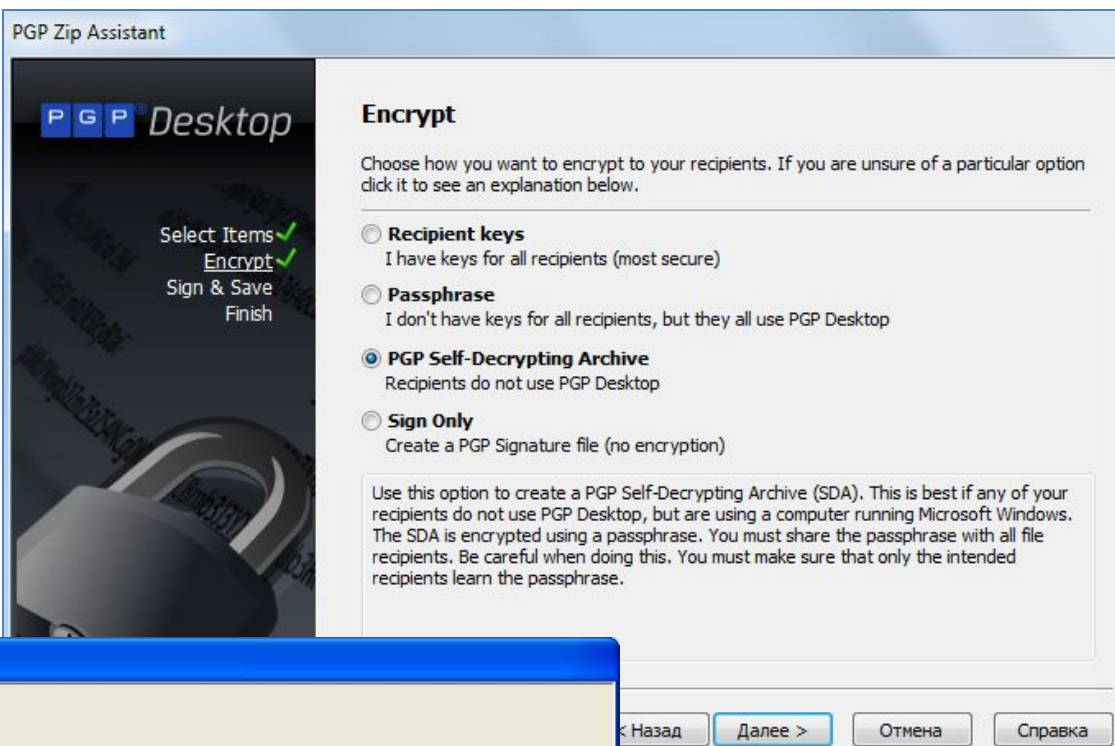 PGP Zip Assistant
PGP® Desktop
Select Items
Encrypt
Sign & Save
Finish
Encrypt
Choose how you want to encrypt to your recipients. If you are unsure of a particular option
click it to see an explanation below.
Recipient keys
I have keys for all recipients (most secure)
Passphrase
I don't have keys for all recipients, but they all use PGP Desktop
PGP Self-Decrypting Archive
Recipients do not use PGP Desktop
Sign Only
Create a PGP Signature file (no encryption)
Use this option to create a PGP Self-Decrypting Archive (SDA). This is best if any of your
recipients do not use PGP Desktop, but are using a computer running Microsoft Windows.
The SDA is encrypted using a passphrase. You must share the passphrase with all file
recipients. Be careful when doing this. You must make sure that only the intended
recipients learn the passphrase.
< Назад Далее > Отмена Справка